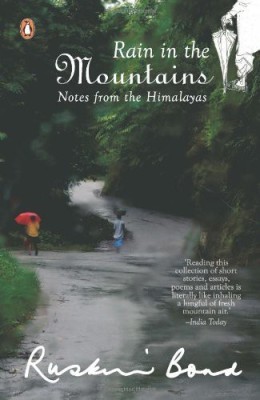 Rain in the
Mountains
Notes from the Himalayas
'Reading this
collection of short
stories, essays,
poems and articles is
literally like inhaling
a lungful of fresh
mountain air.'
—India Today
Ruskin Bond